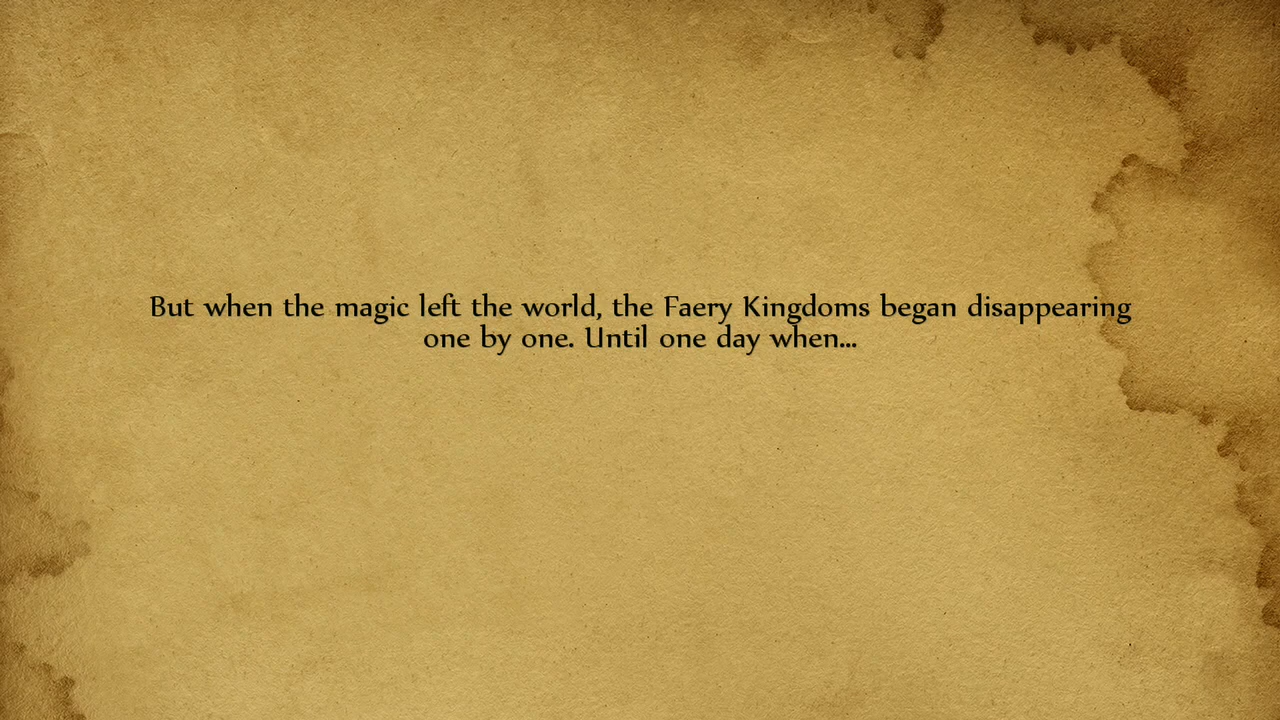 But when the magic left the world, the Faery Kingdoms began disappearing
one by one. Until one day when...